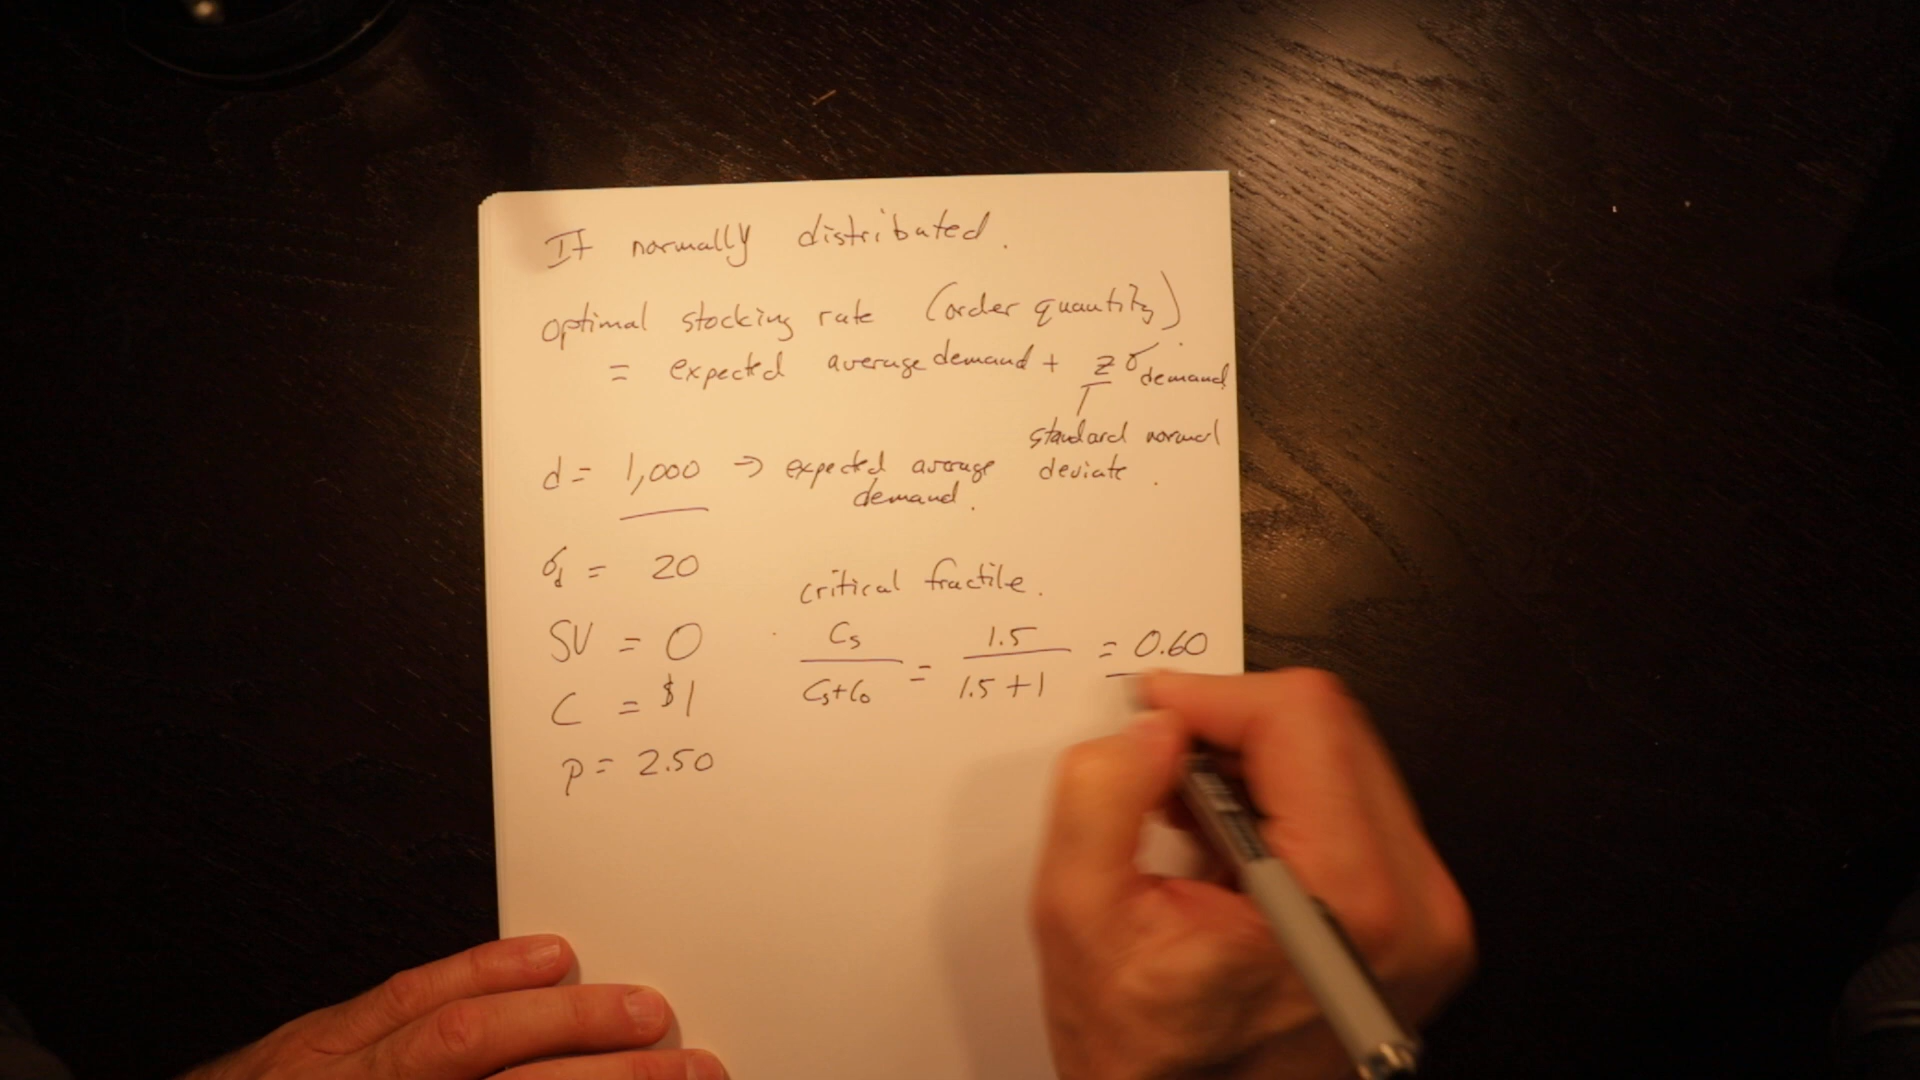 If normally distributed.
optimal stocking rate (order quantity)
= expected average demand + z σ demand
standard normal
deviate.
d = 1,000 → expected average
demand.
σd = 20
critical fractile.
SV = 0
Cs / Cs+Co = 1.5 / 1.5+1 = 0.60
C = $1
p = 2.50